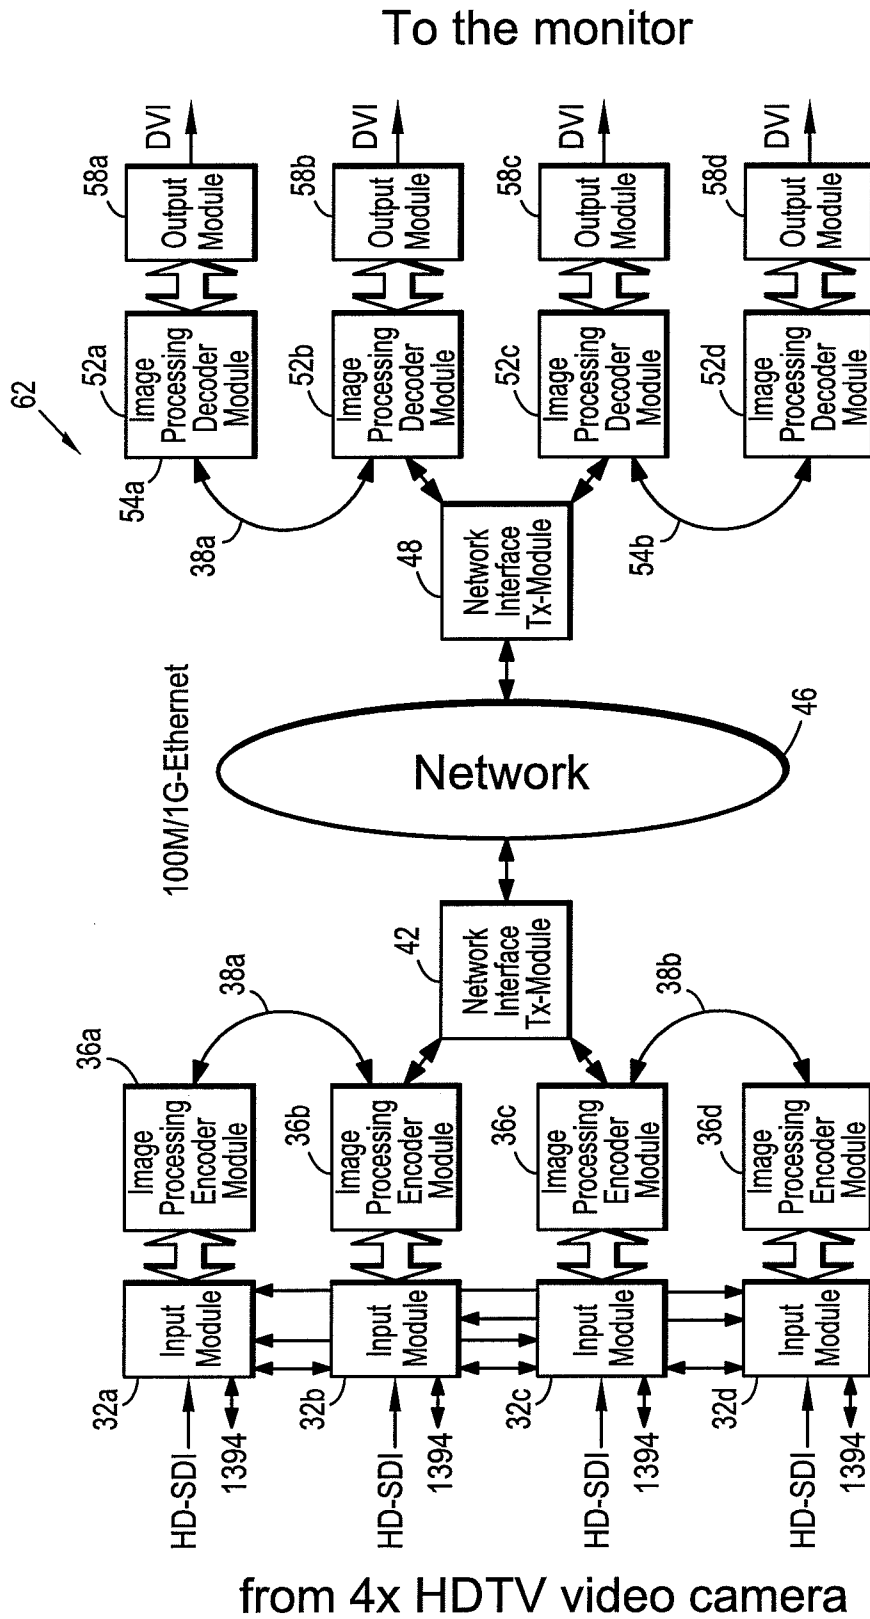 To the monitor
62
58a
DVI
Output
Module
58b
DVI
Output
Module
58c
DVI
Output
Module
58d
DVI
Output
Module
52a
Image
Processing
Decoder
Module
54a
52b
Image
Processing
Decoder
Module
52c
Image
Processing
Decoder
Module
52d
Image
Processing
Decoder
Module
38a
54b
48
Network
Interface
Tx-Module
100M/1G-Ethernet
Network
46
42
Network
Interface
Tx-Module
38a
38b
36a
Image
Processing
Encoder
Module
36b
Image
Processing
Encoder
Module
36c
Image
Processing
Encoder
Module
36d
Image
Processing
Encoder
Module
32a
Input
Module
32b
Input
Module
32c
Input
Module
32d
Input
Module
HD-SDI
1394
HD-SDI
1394
HD-SDI
1394
HD-SDI
1394
from 4x HDTV video camera